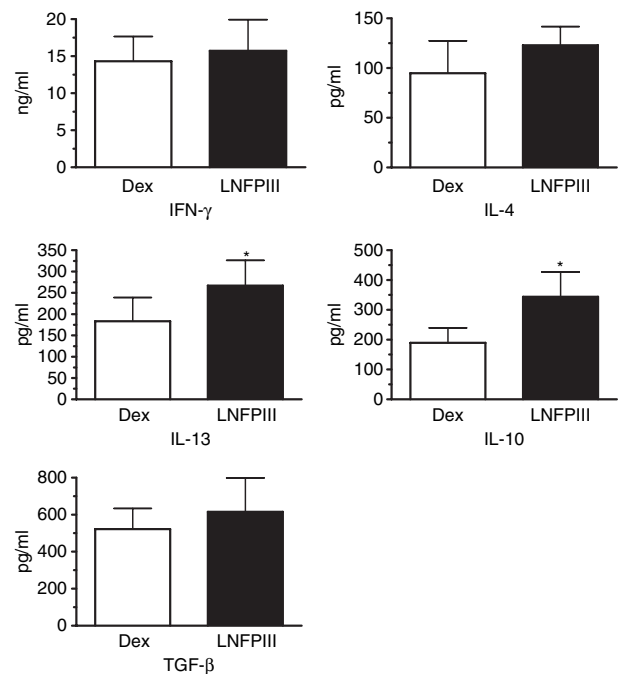 20
15
10
5
0
ng/ml
Dex LNFPIII
IFN-γ
150
100
50
0
pg/ml
Dex LNFPIII
IL-4
350
300
250
200
150
100
50
0
pg/ml
*
Dex LNFPIII
IL-13
500
400
300
200
100
0
pg/ml
*
Dex LNFPIII
IL-10
800
600
400
200
0
pg/ml
Dex LNFPIII
TGF-β